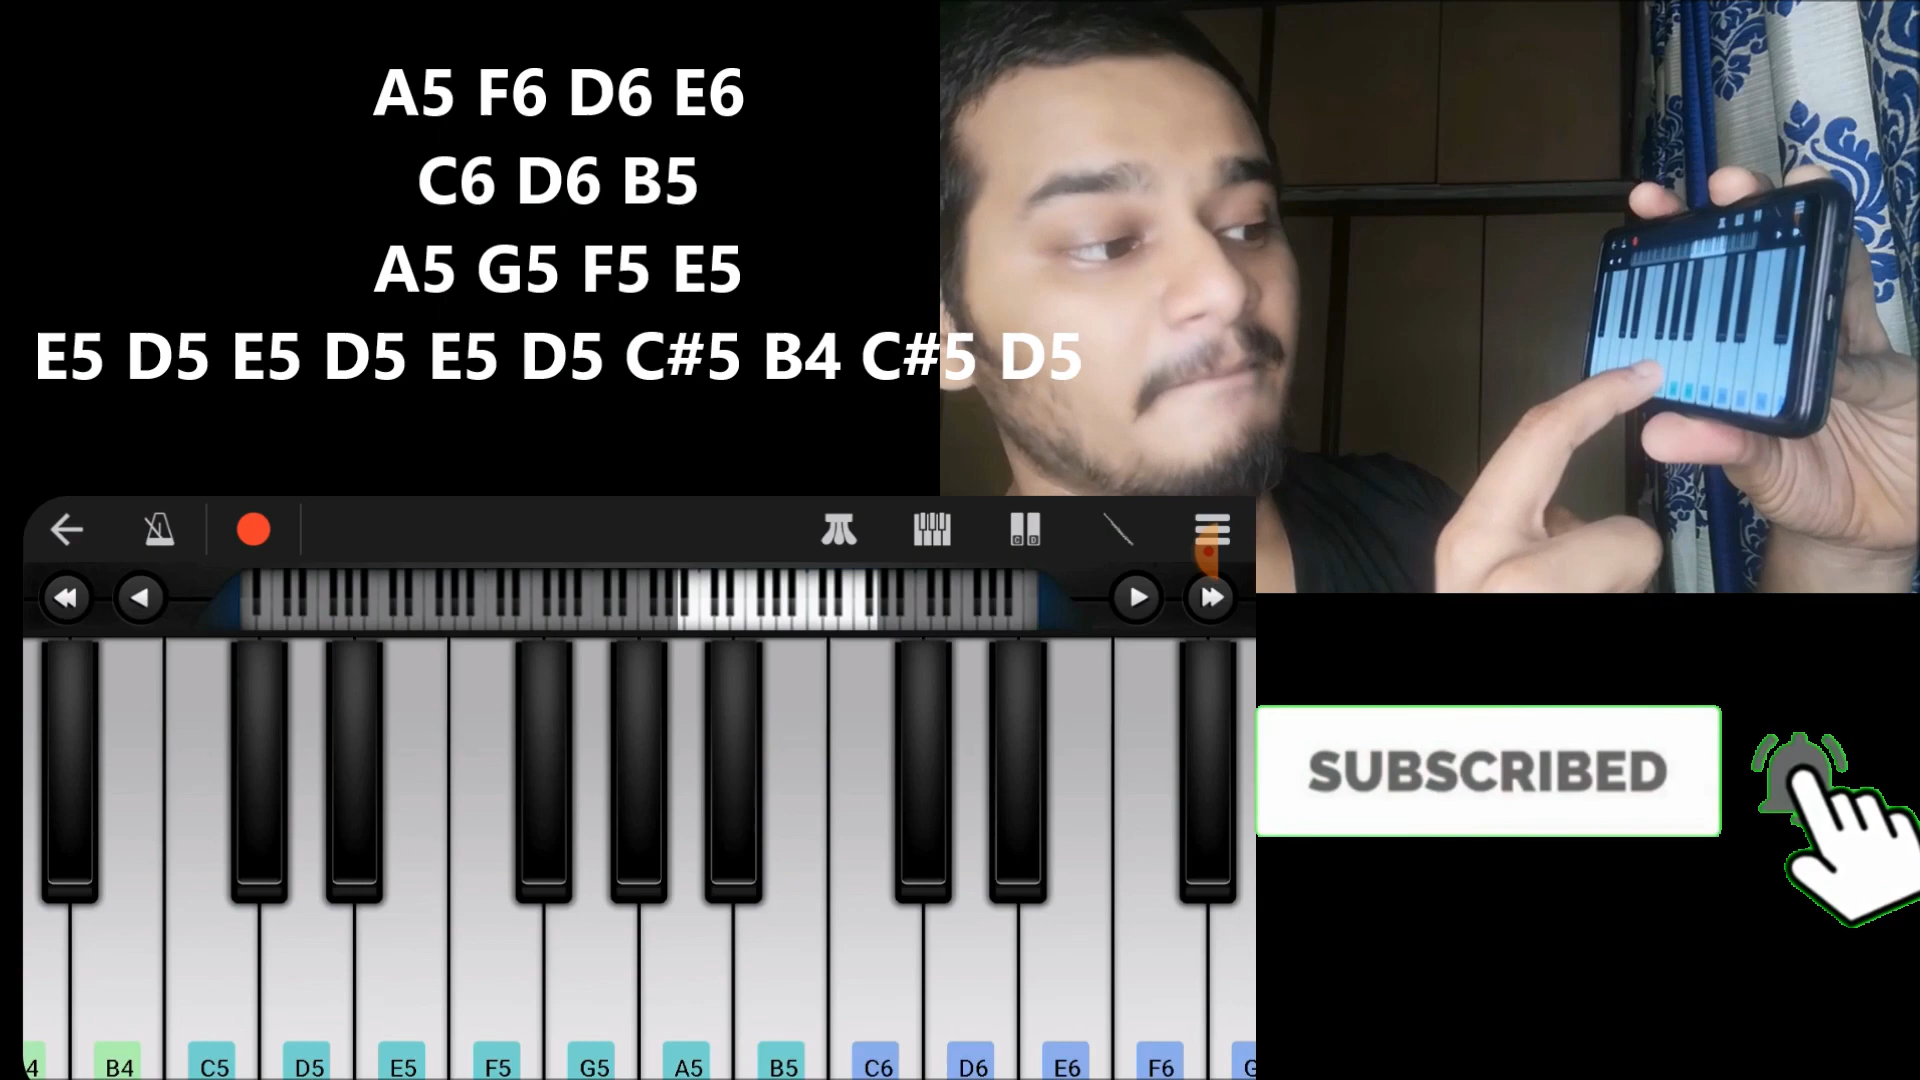 A5 F6 D6 E6
C6 D6 B5
A5 G5 F5 E5
E5 D5 E5 D5 E5 D5 C#5 B4 C#5 D5
SUBSCRIBED
4 B4 C5 D5 E5 F5 G5 A5 B5 C6 D6 E6 F6 G